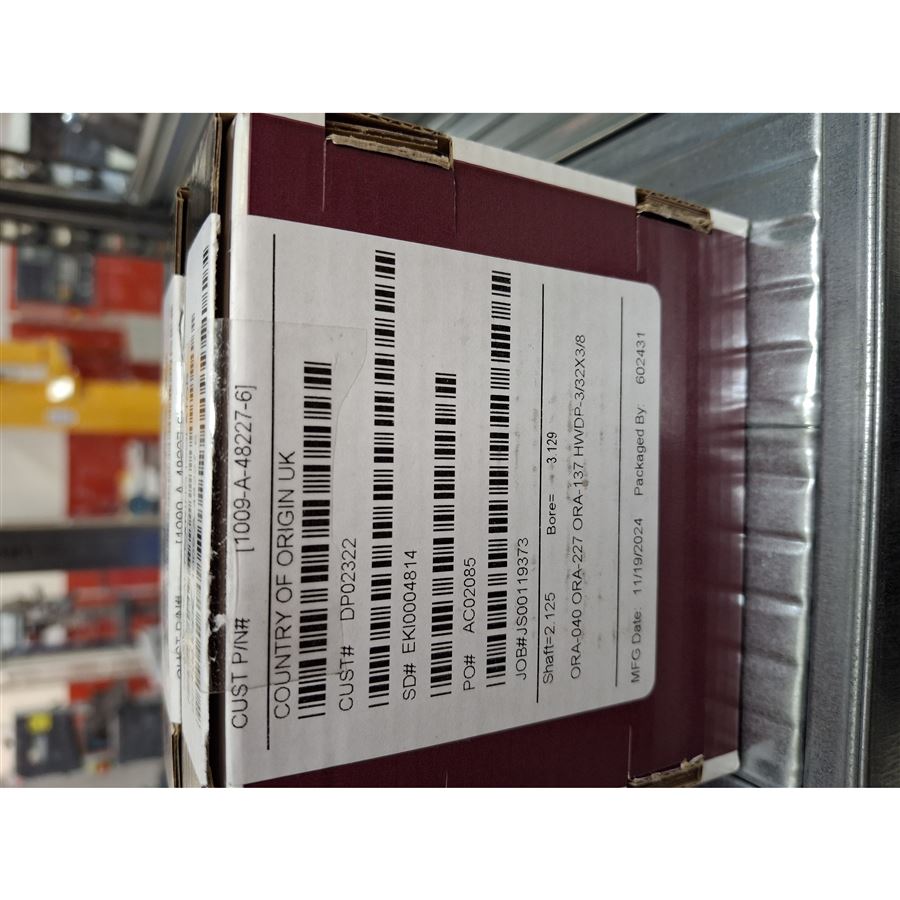 CUST P/N# [1009-A-48227-6]
COUNTRY OF ORIGIN UK
CUST# DP02322
SD# EKI0004814
PO# AC02085
JOB#JS00119373
Shaft=2.125 Bore= 3.129
ORA-040 ORA-227 ORA-137 HWDP-3/32X3/8
MFG Date: 11/19/2024 Packaged By: 602431
CUST P/N#